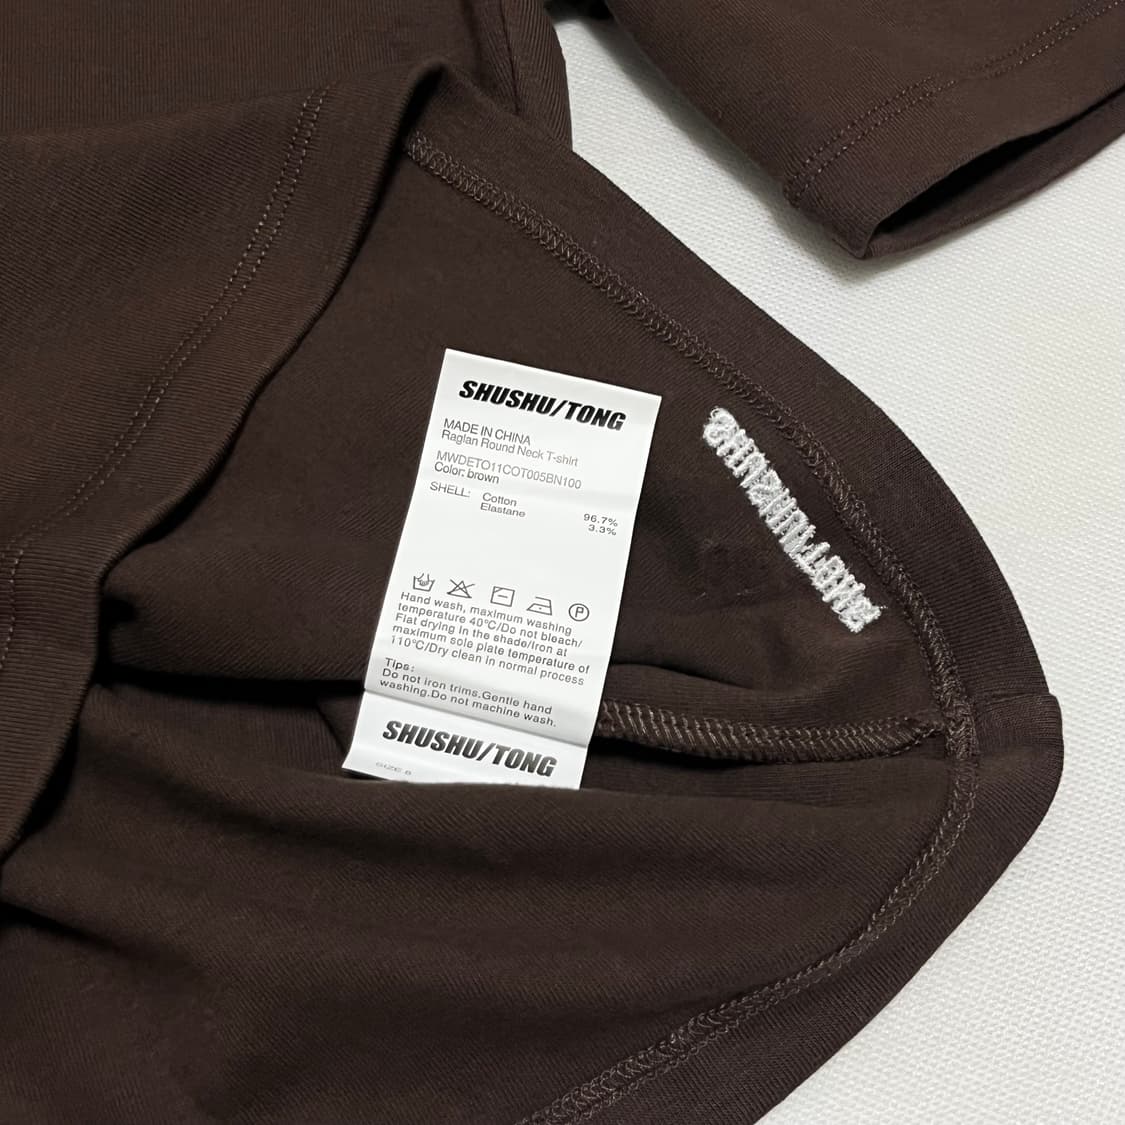 SHUSHU/TONG
MADE IN CHINA
Raglan Round Neck T-shirt
MWDETO11COT005BN100
Color: brown
SHELL: Cotton 96.7%
Elastane 3.3%
Hand wash, maximum washing
temperature 40°C/Do not bleach/
Flat drying in the shade/Iron at
maximum sole plate temperature of
110°C/Dry clean in normal process
P
Tips:
Do not iron trims.Gentle hand
washing.Do not machine wash.
SHUSHU/TONG